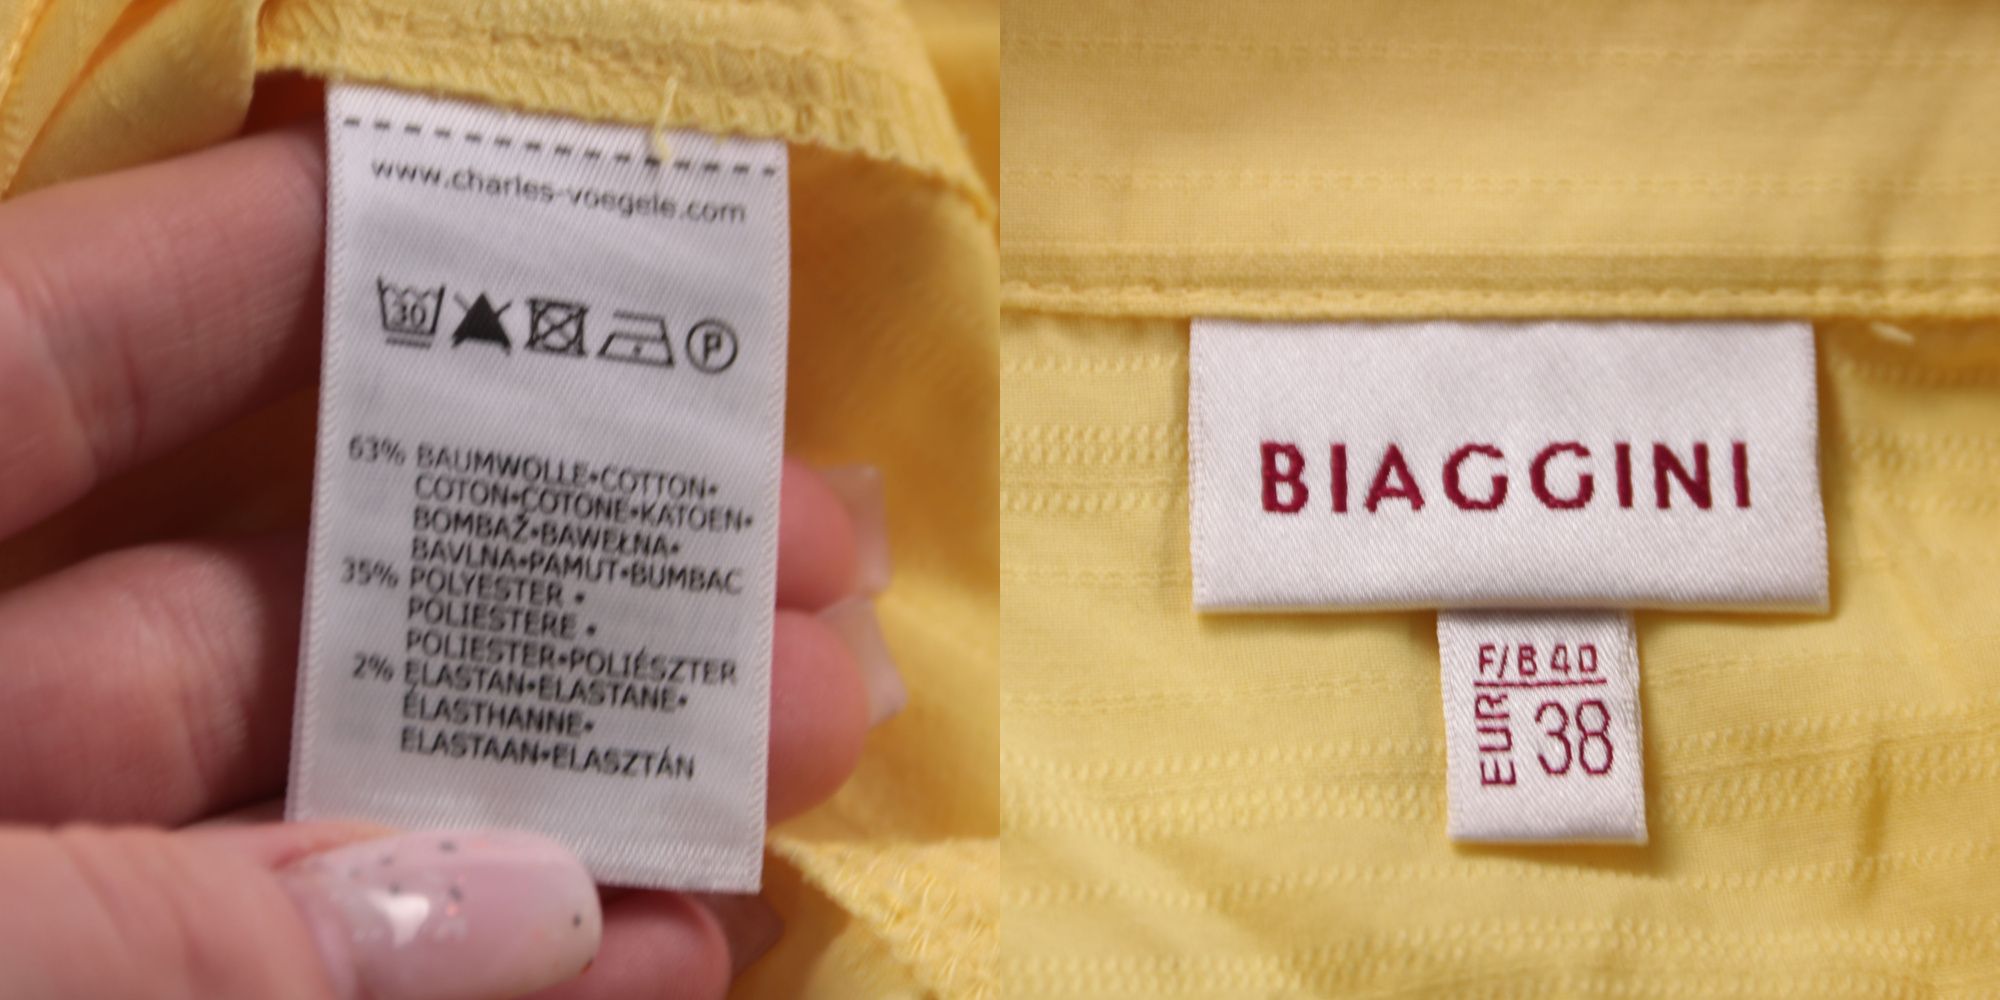 www.charles-voegele.com
30
P
63% BAUMWOLLE•COTTON•
COTON•COTONE•KATOEN•
BOMBAŽ•BAWEŁNA•
BAVLNA•PAMUT•BUMBAC
35% POLYESTER •
POLIESTERE •
POLIESTER•POLIÉSZTER
2% ELASTAN•ELASTANE•
ÉLASTHANNE•
ELASTAAN•ELASZTÁN
BIAGGINI
F/B 40
EUR 38